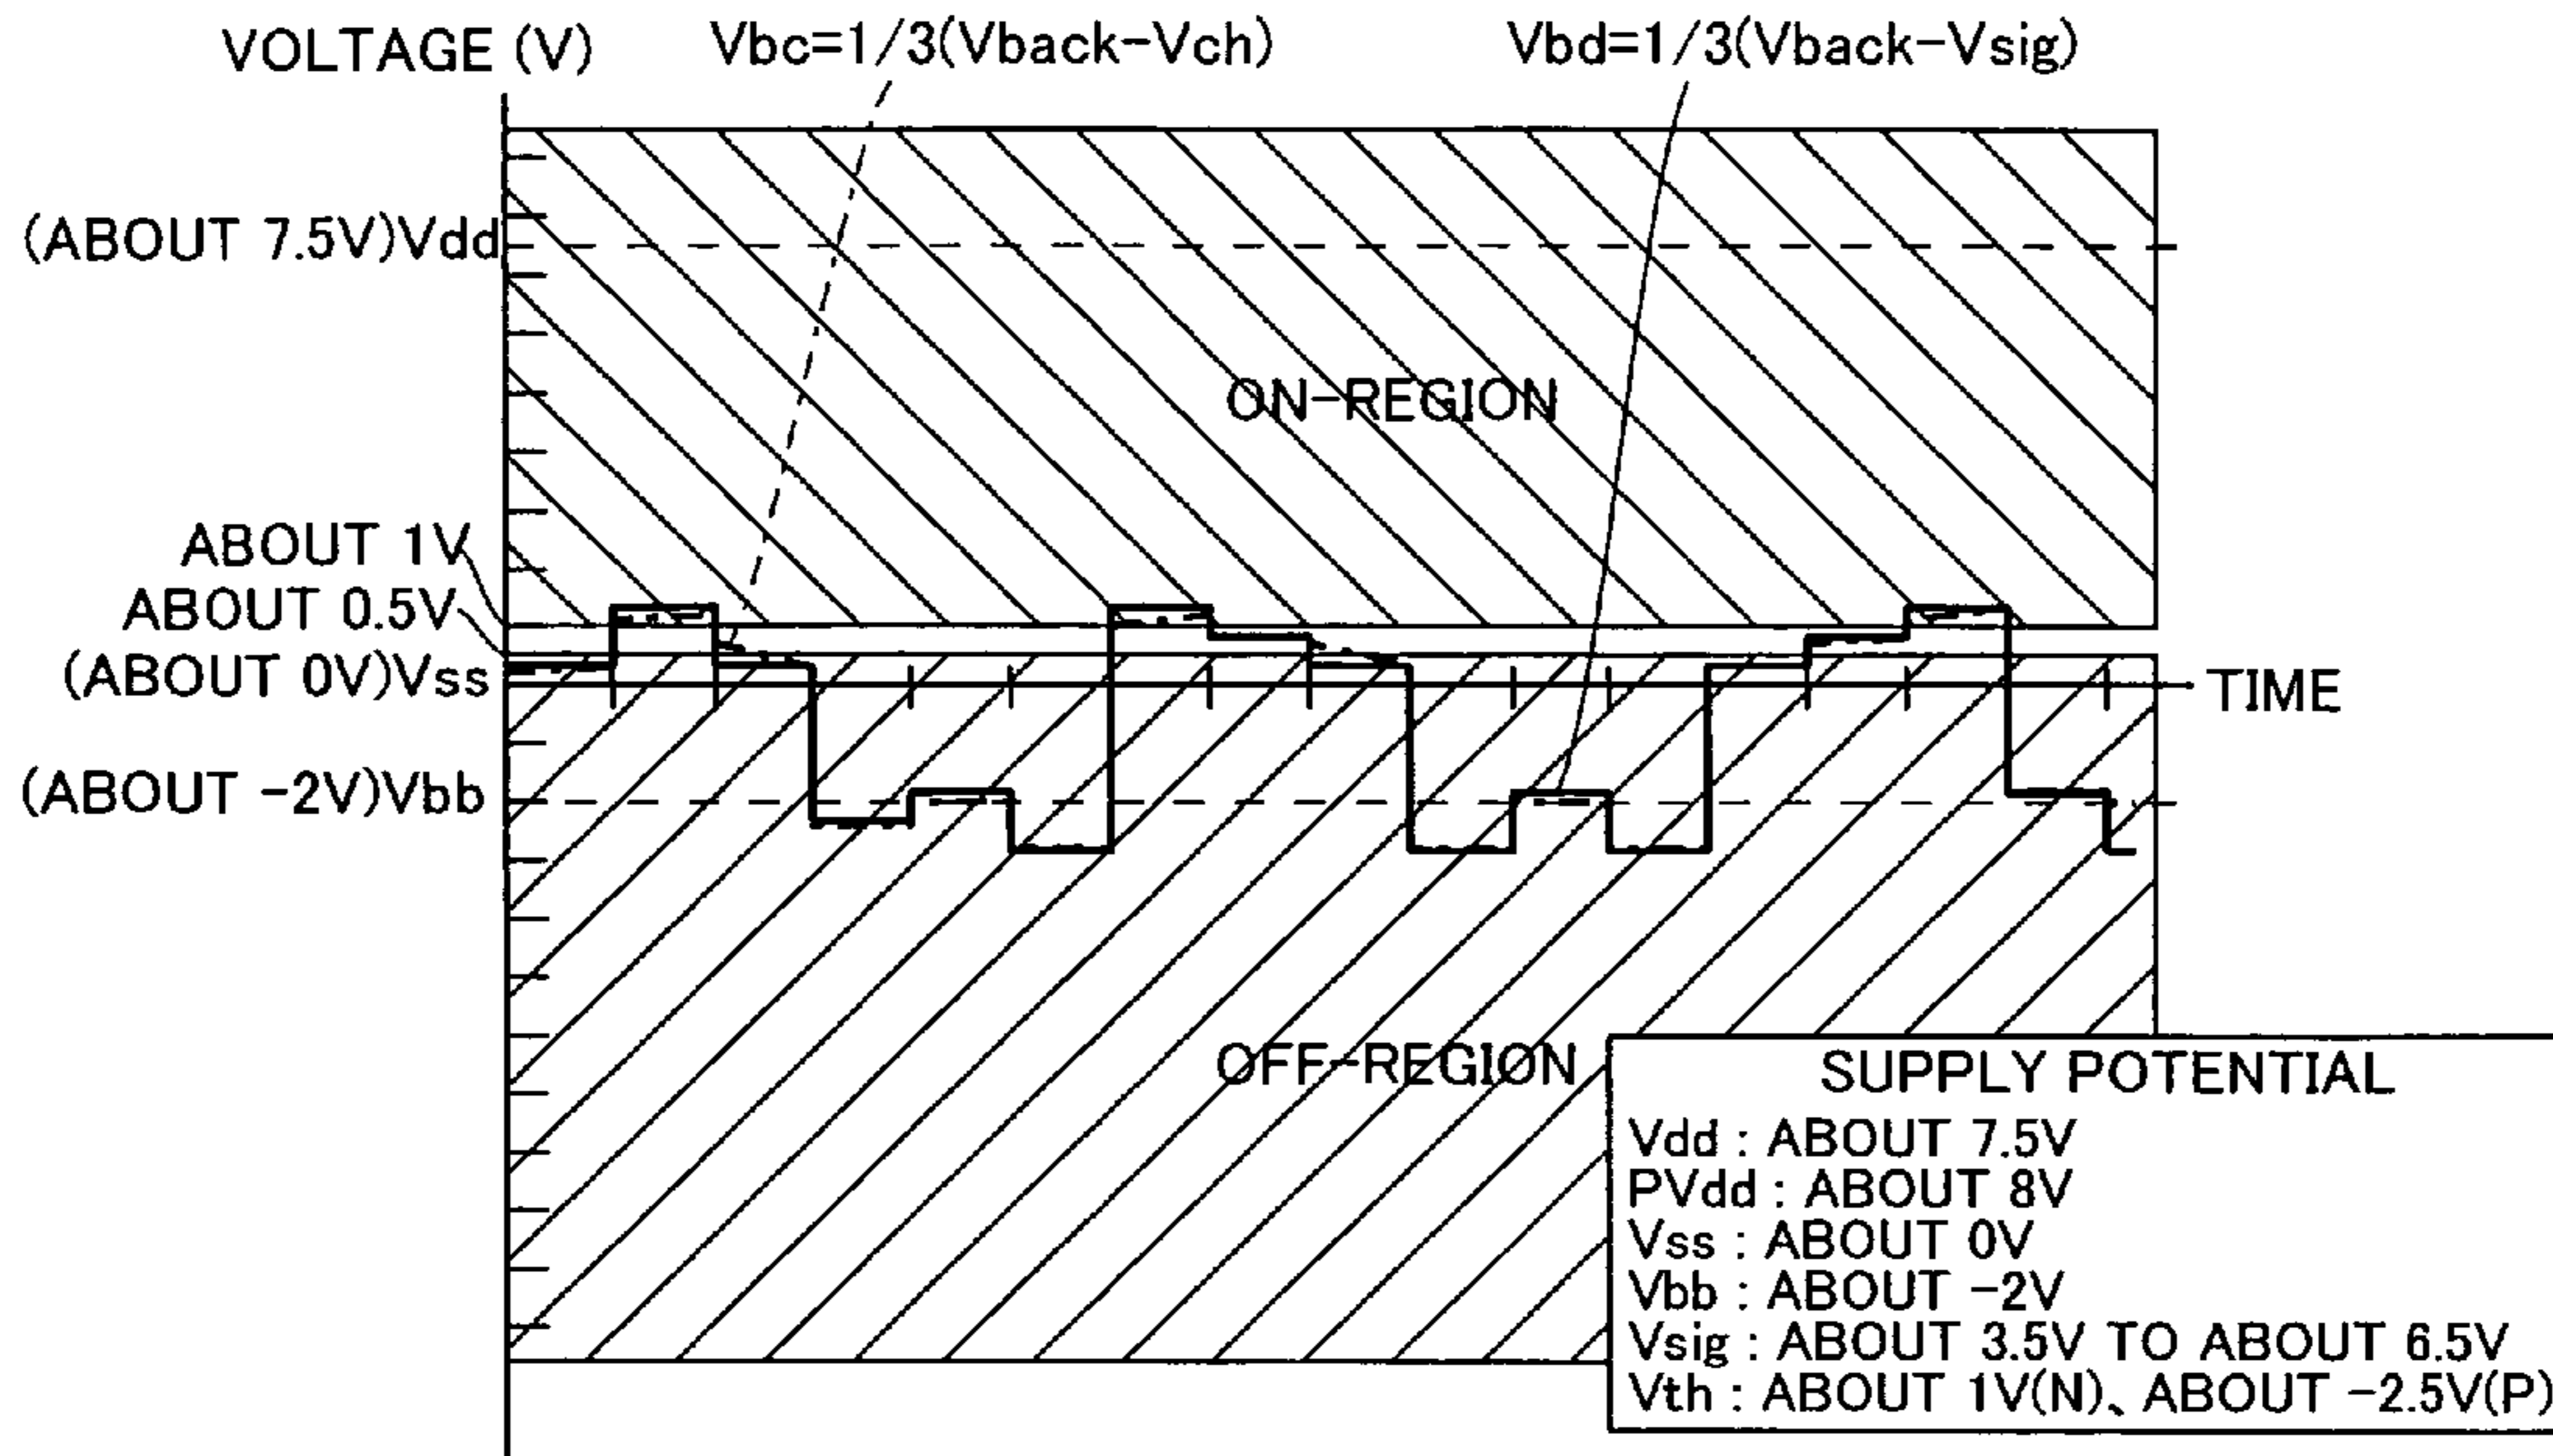 VOLTAGE (V)
Vbc=1/3(Vback-Vch)
Vbd=1/3(Vback-Vsig)
(ABOUT 7.5V)Vdd
ON-REGION
ABOUT 1V
ABOUT 0.5V
(ABOUT 0V)Vss
TIME
(ABOUT -2V)Vbb
OFF-REGION
SUPPLY POTENTIAL
Vdd : ABOUT 7.5V
PVdd : ABOUT 8V
Vss : ABOUT 0V
Vbb : ABOUT -2V
Vsig : ABOUT 3.5V TO ABOUT 6.5V
Vth : ABOUT 1V(N)、ABOUT -2.5V(P)